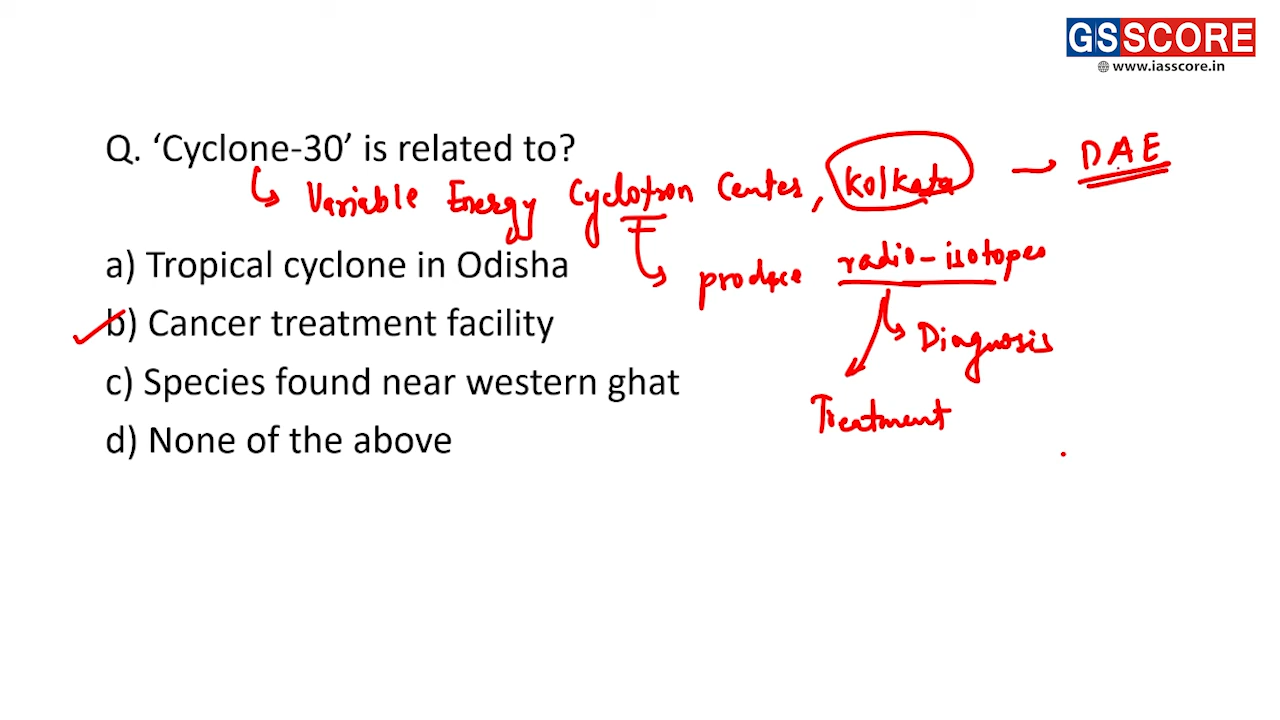 GSSCORE
www.iasscore.in
Q. ‘Cyclone-30’ is related to?
Variable Energy Cyclotron Center, Kolkata → DAE
a) Tropical cyclone in Odisha
produce radio-isotopes
b) Cancer treatment facility
Diagnosis
c) Species found near western ghat
Treatment
d) None of the above